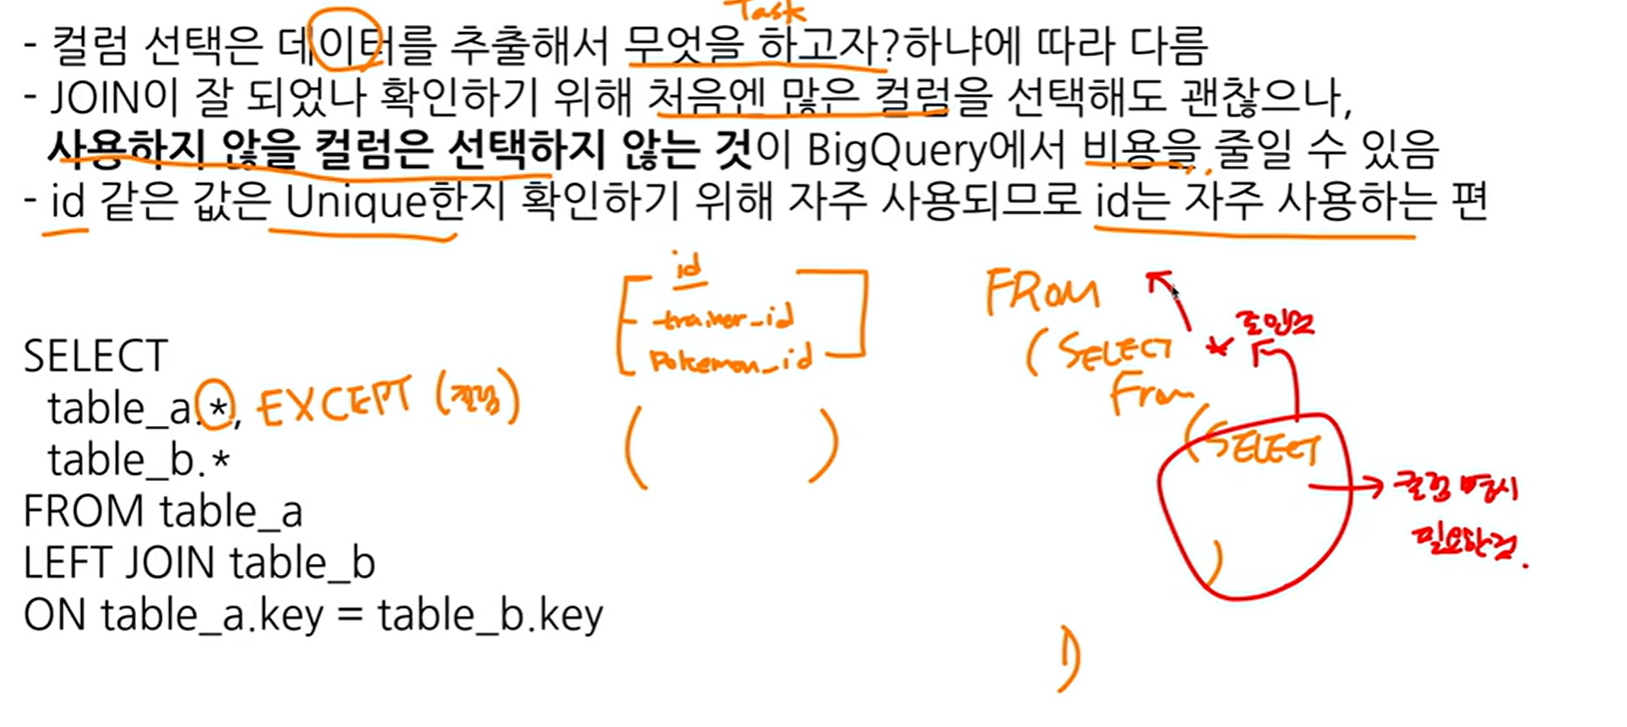 Task
- 컬럼 선택은 데이터를 추출해서 무엇을 하고자?하냐에 따라 다름
- JOIN이 잘 되었나 확인하기 위해 처음엔 많은 컬럼을 선택해도 괜찮으나,
사용하지 않을 컬럼은 선택하지 않는 것이 BigQuery에서 비용을 줄일 수 있음
- id 같은 값은 Unique한지 확인하기 위해 자주 사용되므로 id는 자주 사용하는 편
id
trainer_id
Pokemon_id
( )
SELECT
table_a.*, EXCEPT (컬럼)
table_b.*
FROM table_a
LEFT JOIN table_b
ON table_a.key = table_b.key
FROM
(SELECT *
From
(SELECT
)
)
컬럼 명시
필요한것.